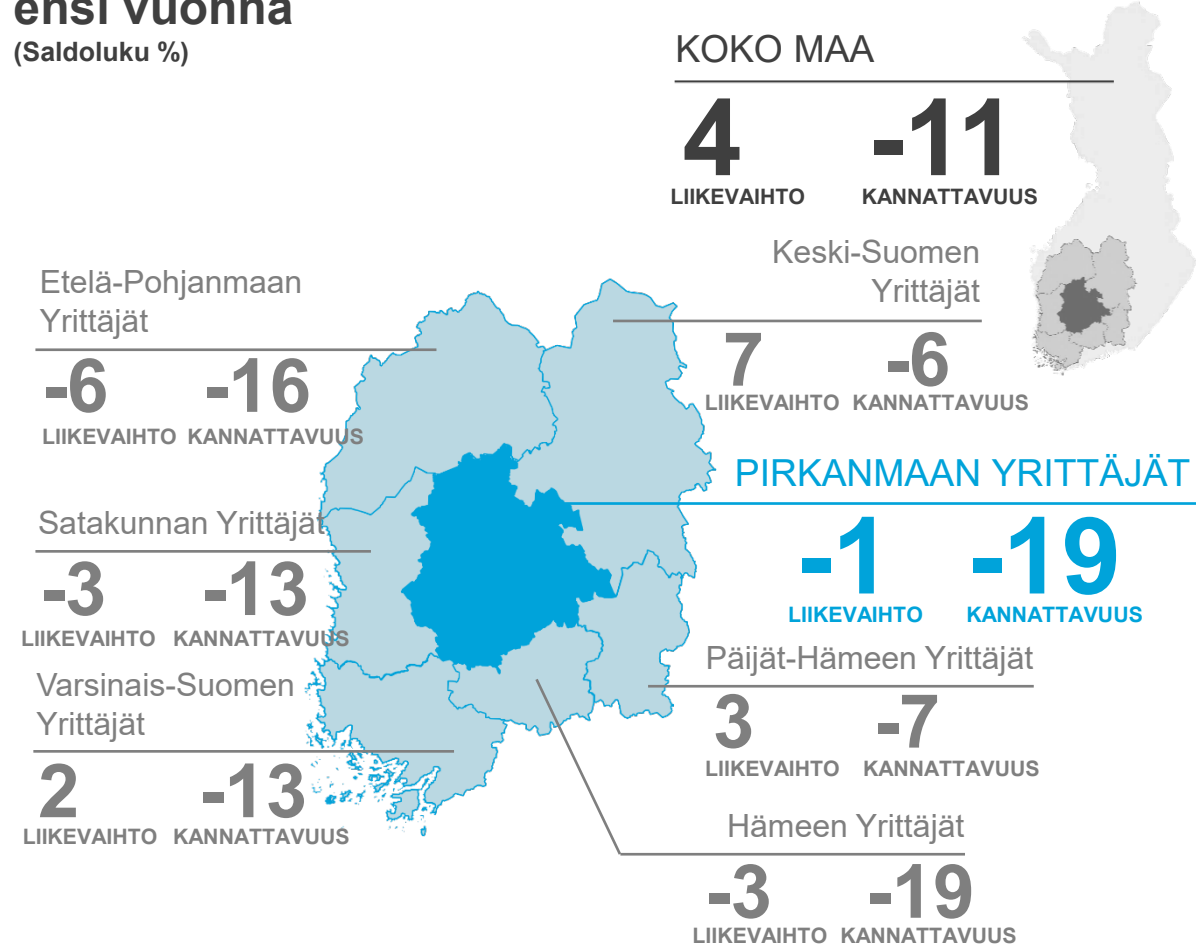 ensi vuonna
(Saldoluku %)
KOKO MAA
4 -11
LIIKEVAIHTO KANNATTAVUUS
Keski-Suomen
Yrittäjät
7 -6
LIIKEVAIHTO KANNATTAVUUS
Etelä-Pohjanmaan
Yrittäjät
-6 -16
LIIKEVAIHTO KANNATTAVUUS
PIRKANMAAN YRITTÄJÄT
-1 -19
LIIKEVAIHTO KANNATTAVUUS
Satakunnan Yrittäjät
-3 -13
LIIKEVAIHTO KANNATTAVUUS
Päijät-Hämeen Yrittäjät
3 -7
LIIKEVAIHTO KANNATTAVUUS
Varsinais-Suomen
Yrittäjät
2 -13
LIIKEVAIHTO KANNATTAVUUS
Hämeen Yrittäjät
-3 -19
LIIKEVAIHTO KANNATTAVUUS